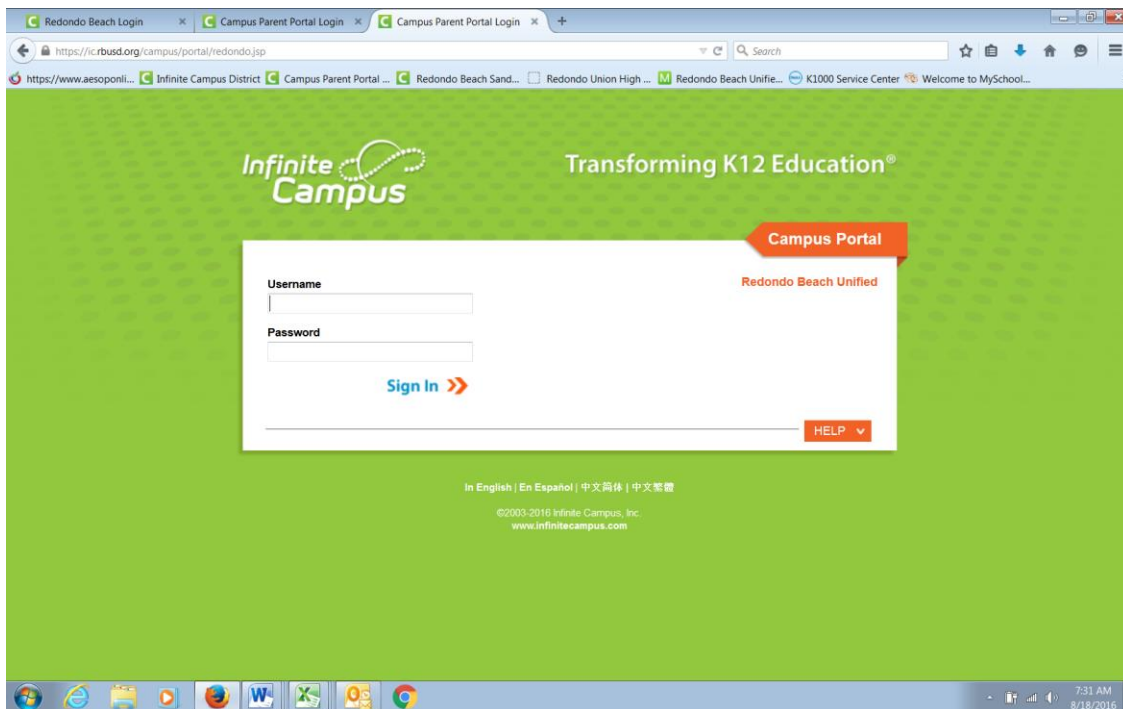 Redondo Beach Login
Campus Parent Portal Login
Campus Parent Portal Login
https://ic.rbusd.org/campus/portal/redondo.jsp
Search
https://www.aesoponli...
Infinite Campus District
Campus Parent Portal ...
Redondo Beach Sand...
Redondo Union High ...
Redondo Beach Unifie...
K1000 Service Center
Welcome to MySchool...
Infinite Campus
Transforming K12 Education®
Campus Portal
Redondo Beach Unified
Username
Password
Sign In
HELP
In English | En Español | 中文简体 | 中文繁體
©2003-2016 Infinite Campus, Inc.
www.infinitecampus.com
7:31 AM
8/18/2016